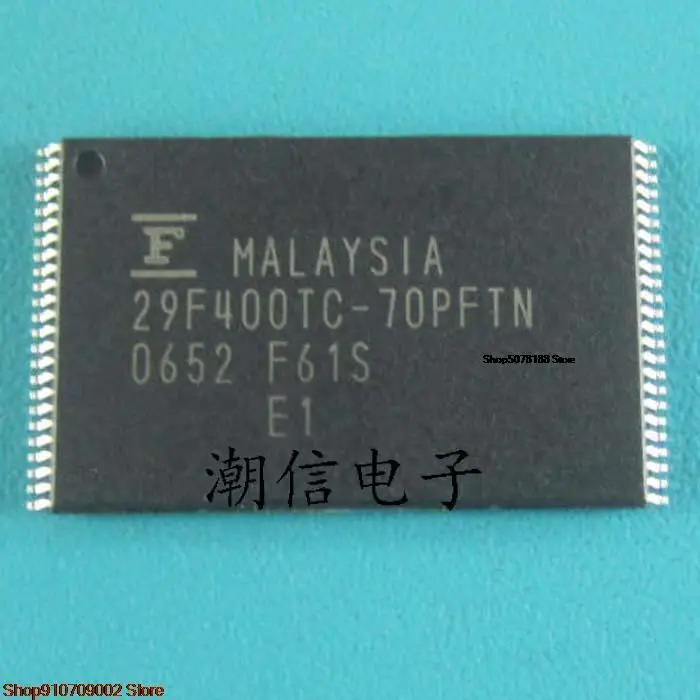 F MALAYSIA
29F400TC-70PFTN
0652 F61S
E1
Shop5078188 Store
潮信电子
Shop910709002 Store